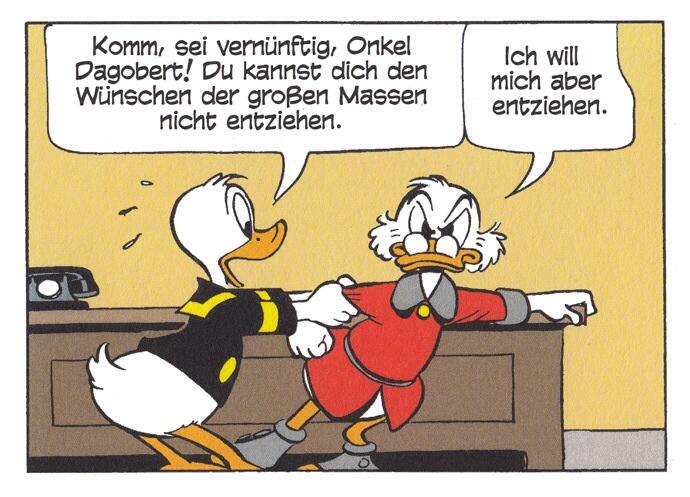 Komm, sei vernünftig, Onkel
Dagobert! Du kannst dich den
Wünschen der großen Massen
nicht entziehen.
Ich will
mich aber
entziehen.